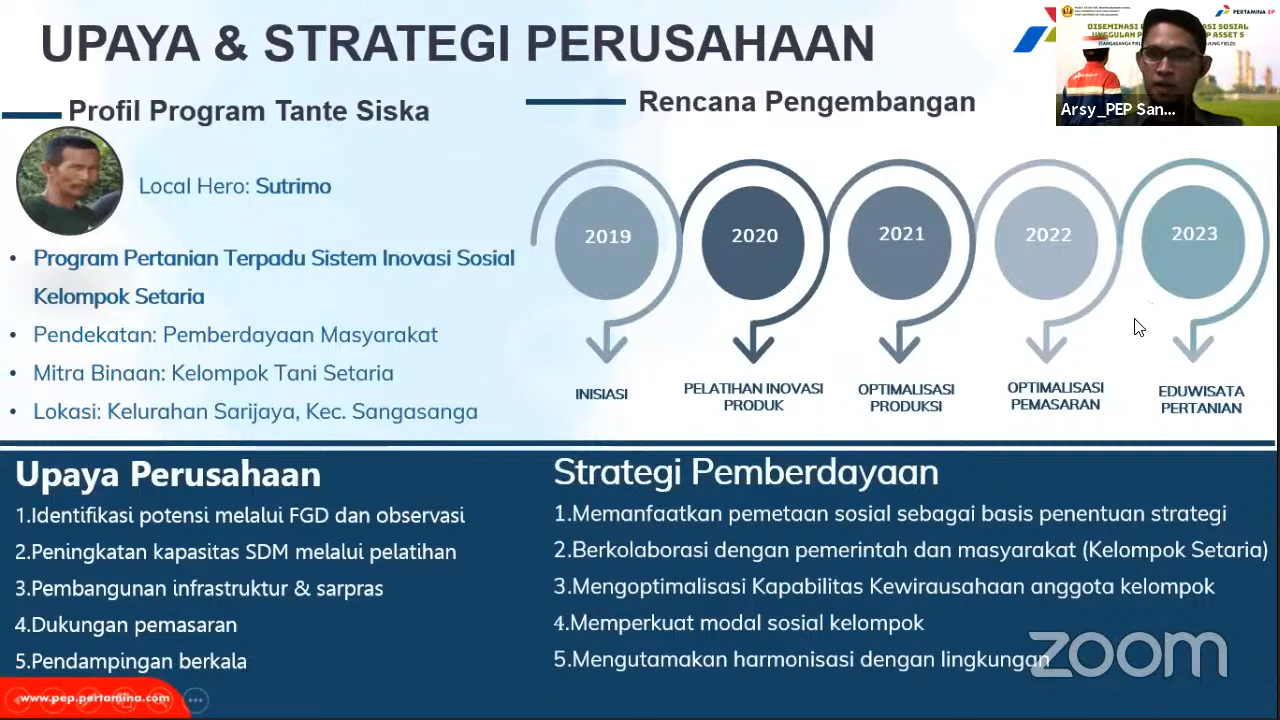 UPAYA & STRATEGI PERUSAHAAN
Profil Program Tante Siska
Local Hero: Sutrimo
• Program Pertanian Terpadu Sistem Inovasi Sosial
Kelompok Setaria
• Pendekatan: Pemberdayaan Masyarakat
• Mitra Binaan: Kelompok Tani Setaria
• Lokasi: Kelurahan Sarijaya, Kec. Sangasanga
Rencana Pengembangan
2019
2020
2021
2022
2023
INISIASI
PELATIHAN INOVASI
PRODUK
OPTIMALISASI
PRODUKSI
OPTIMALISASI
PEMASARAN
EDUWISATA
PERTANIAN
Upaya Perusahaan
1.Identifikasi potensi melalui FGD dan observasi
2.Peningkatan kapasitas SDM melalui pelatihan
3.Pembangunan infrastruktur & sarpras
4.Dukungan pemasaran
5.Pendampingan berkala
Strategi Pemberdayaan
1.Memanfaatkan pemetaan sosial sebagai basis penentuan strategi
2.Berkolaborasi dengan pemerintah dan masyarakat (Kelompok Setaria)
3.Mengoptimalisasi Kapabilitas Kewirausahaan anggota kelompok
4.Memperkuat modal sosial kelompok
5.Mengutamakan harmonisasi dengan lingkungan
www.pep.pertamina.com
zoom
PERTAMINA EP
DISEMINASI
SOSIAL
UNGGULAN
ASSET 5
Arsy_PEP San...